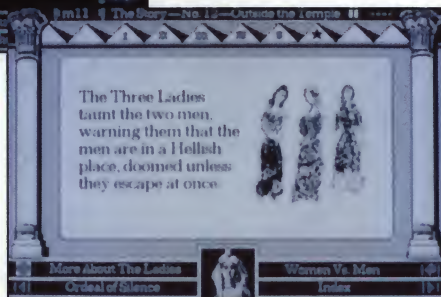 The Story—No. 12—Outside the Temple
The Three Ladies
taunt the two men,
warning them that the
men are in a Hellish
place, doomed unless
they escape at once.
More About The Ladies
Women Vs. Men
Ordeal of Silence
Index